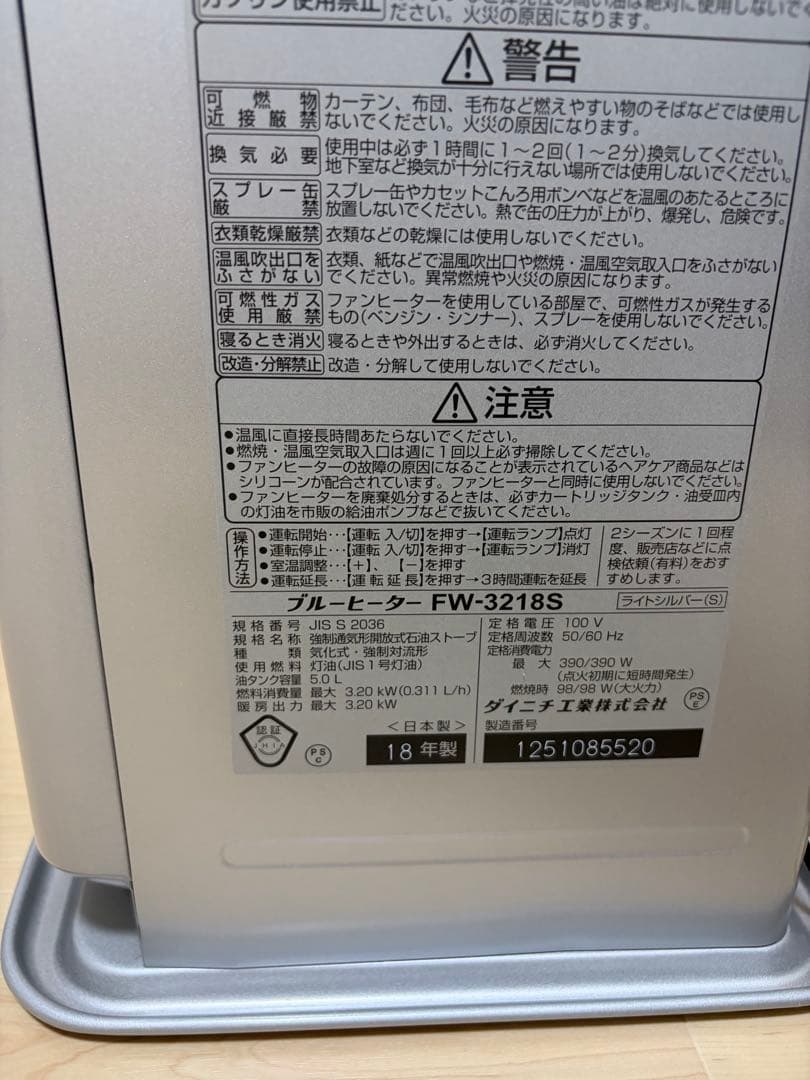 ガソリン使用禁止
ださい。火災の原因になります。
警告
可燃物
近接厳禁
カーテン、布団、毛布など燃えやすい物のそばなどでは使用し
ないでください。火災の原因になります。
換気必要
使用中は必ず1時間に1~2回(1~2分)換気してください。
地下室など換気が十分に行えない場所では使用しないでください。
スプレー缶
厳禁
スプレー缶やカセットこんろ用ボンベなどを温風のあたるところに
放置しないでください。熱で缶の圧力が上がり、爆発し、危険です。
衣類乾燥厳禁 衣類などの乾燥には使用しないでください。
温風吹出口を
ふさがない
衣類、紙などで温風吹出口や燃焼・温風空気取入口をふさがない
でください。異常燃焼や火災の原因になります。
可燃性ガス
使用厳禁
ファンヒーターを使用している部屋で、可燃性ガスが発生する
もの(ベンジン・シンナー)、スプレーを使用しないでください。
寝るとき消火 寝るときや外出するときは、必ず消火してください。
改造・分解禁止 改造・分解して使用しないでください。
注意
●温風に直接長時間あたらないでください。
●燃焼・温風空気取入口は週に1回以上必ず掃除してください。
●ファンヒーターの故障の原因になることが表示されているヘアケア商品などは
シリコーンが配合されています。ファンヒーターと同時に使用しないでください。
●ファンヒーターを廃棄処分するときは、必ずカートリッジタンク・油受皿内
の灯油を市販の給油ポンプなどで抜いてください。
操作方法
●運転開始…【運転 入/切】を押す→【運転ランプ】点灯
●運転停止…【運転 入/切】を押す→【運転ランプ】消灯
●室温調整…【+】、【-】を押す
●運転延長…【運転延長】を押す→3時間運転を延長
2シーズンに1回程
度、販売店などに点
検依頼(有料)をおす
すめします。
ブルーヒーター FW-3218S
ライトシルバー(S)
規格番号 JIS S 2036
規格名称 強制通気形開放式石油ストーブ
種類 気化式・強制対流形
使用燃料 灯油(JIS1号灯油)
油タンク容量 5.0 L
燃料消費量 最大 3.20 kW(0.311 L/h)
暖房出力 最大 3.20 kW
定格電圧 100 V
定格周波数 50/60 Hz
定格消費電力
最大 390/390 W
(点火初期に短時間発生)
燃焼時 98/98 W(大火力)
ダイニチ工業株式会社
PS
E
認証
JHIA
PS
C
<日本製>
18年製
製造番号
1251085520